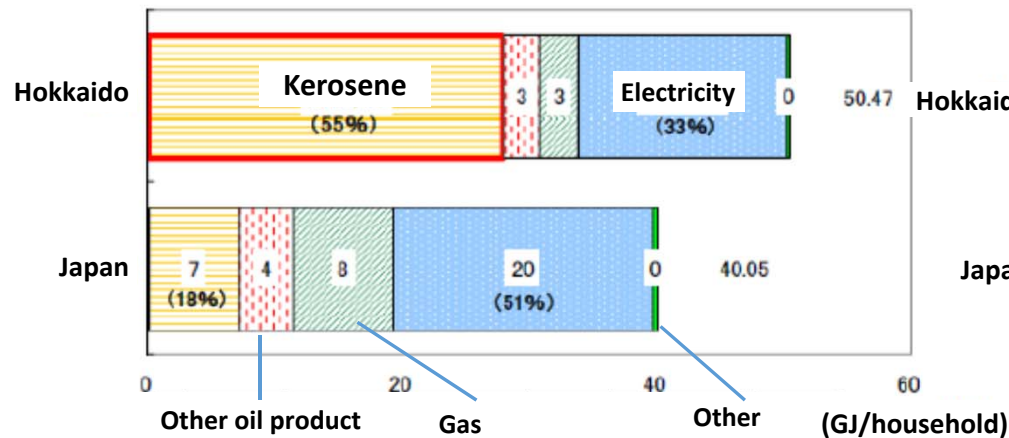 Hokkaido
Kerosene
(55%)
3
3
Electricity
(33%)
0
50.47
Hokkaid
Japan
7
(18%)
4
8
20
(51%)
0
40.05
Japa
0
20
40
60
Other oil product
Gas
Other
(GJ/household)